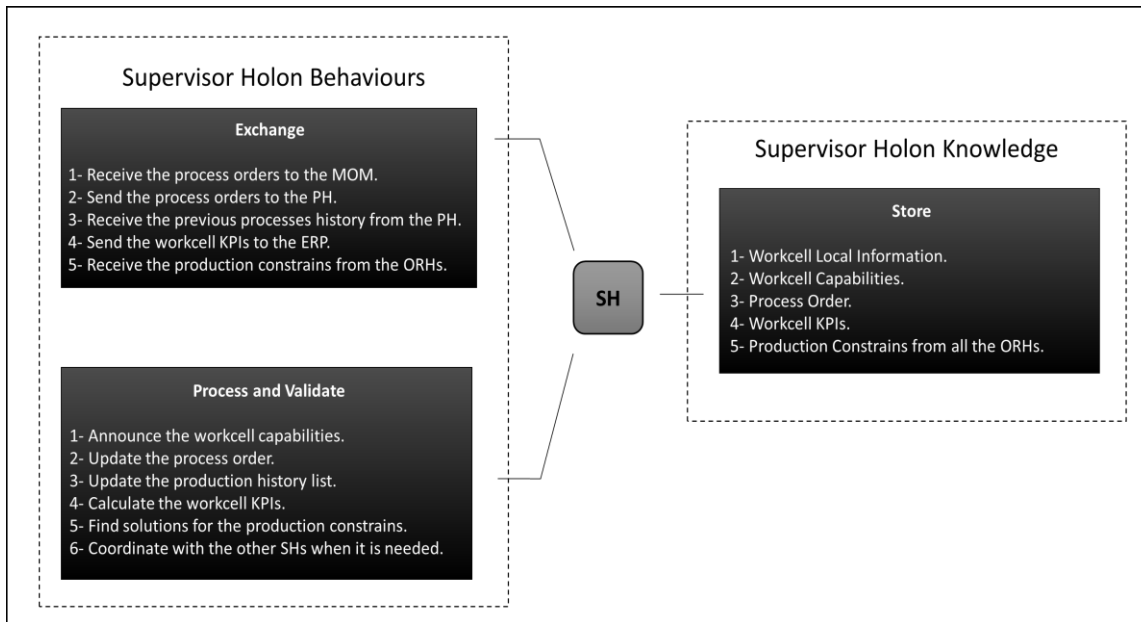 Supervisor Holon Behaviours
Exchange
1- Receive the process orders to the MOM.
2- Send the process orders to the PH.
3- Receive the previous processes history from the PH.
4- Send the workcell KPIs to the ERP.
5- Receive the production constrains from the ORHs.
Process and Validate
1- Announce the workcell capabilities.
2- Update the process order.
3- Update the production history list.
4- Calculate the workcell KPIs.
5- Find solutions for the production constrains.
6- Coordinate with the other SHs when it is needed.
SH
Supervisor Holon Knowledge
Store
1- Workcell Local Information.
2- Workcell Capabilities.
3- Process Order.
4- Workcell KPIs.
5- Production Constrains from all the ORHs.